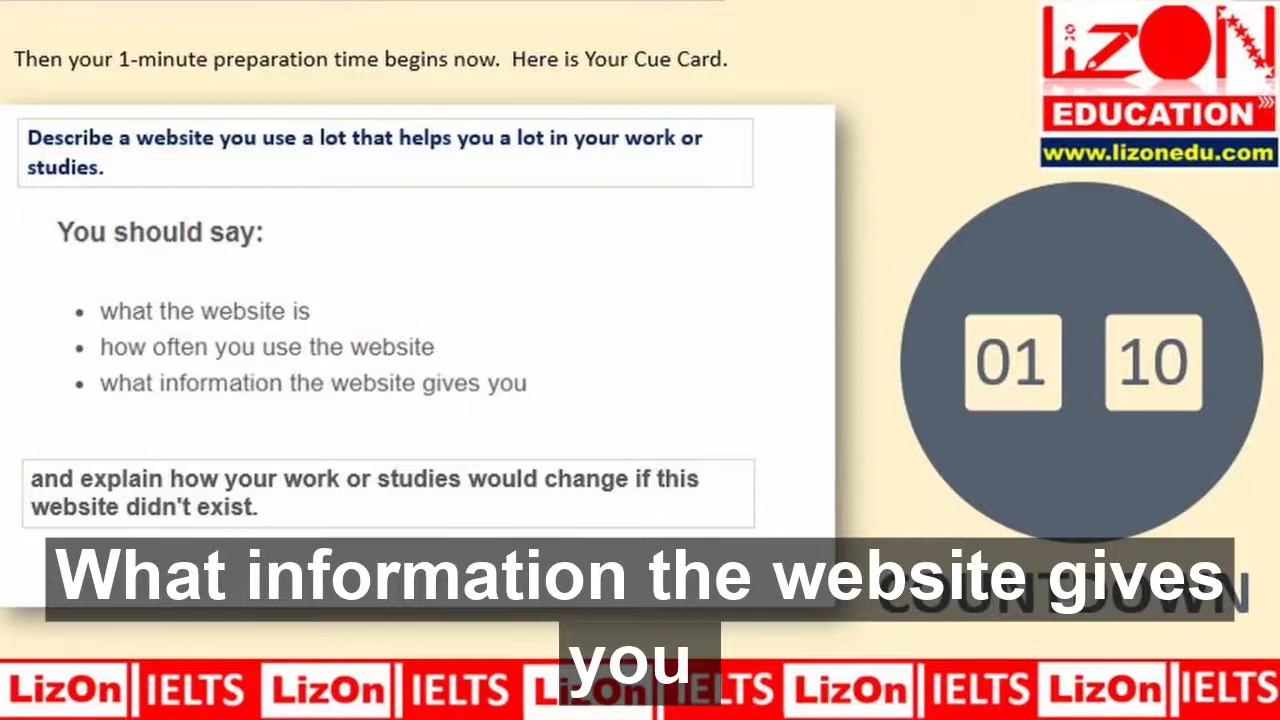 Then your 1-minute preparation time begins now.  Here is Your Cue Card.
LizON
EDUCATION
www.lizonedu.com
Describe a website you use a lot that helps you a lot in your work or
studies.
You should say:
• what the website is
• how often you use the website
• what information the website gives you
01 10
and explain how your work or studies would change if this
website didn't exist.
COUNTDOWN
What information the website gives
you
LizOn IELTS LizOn IELTS LizOn IELTS LizOn IELTS LizOn IELTS